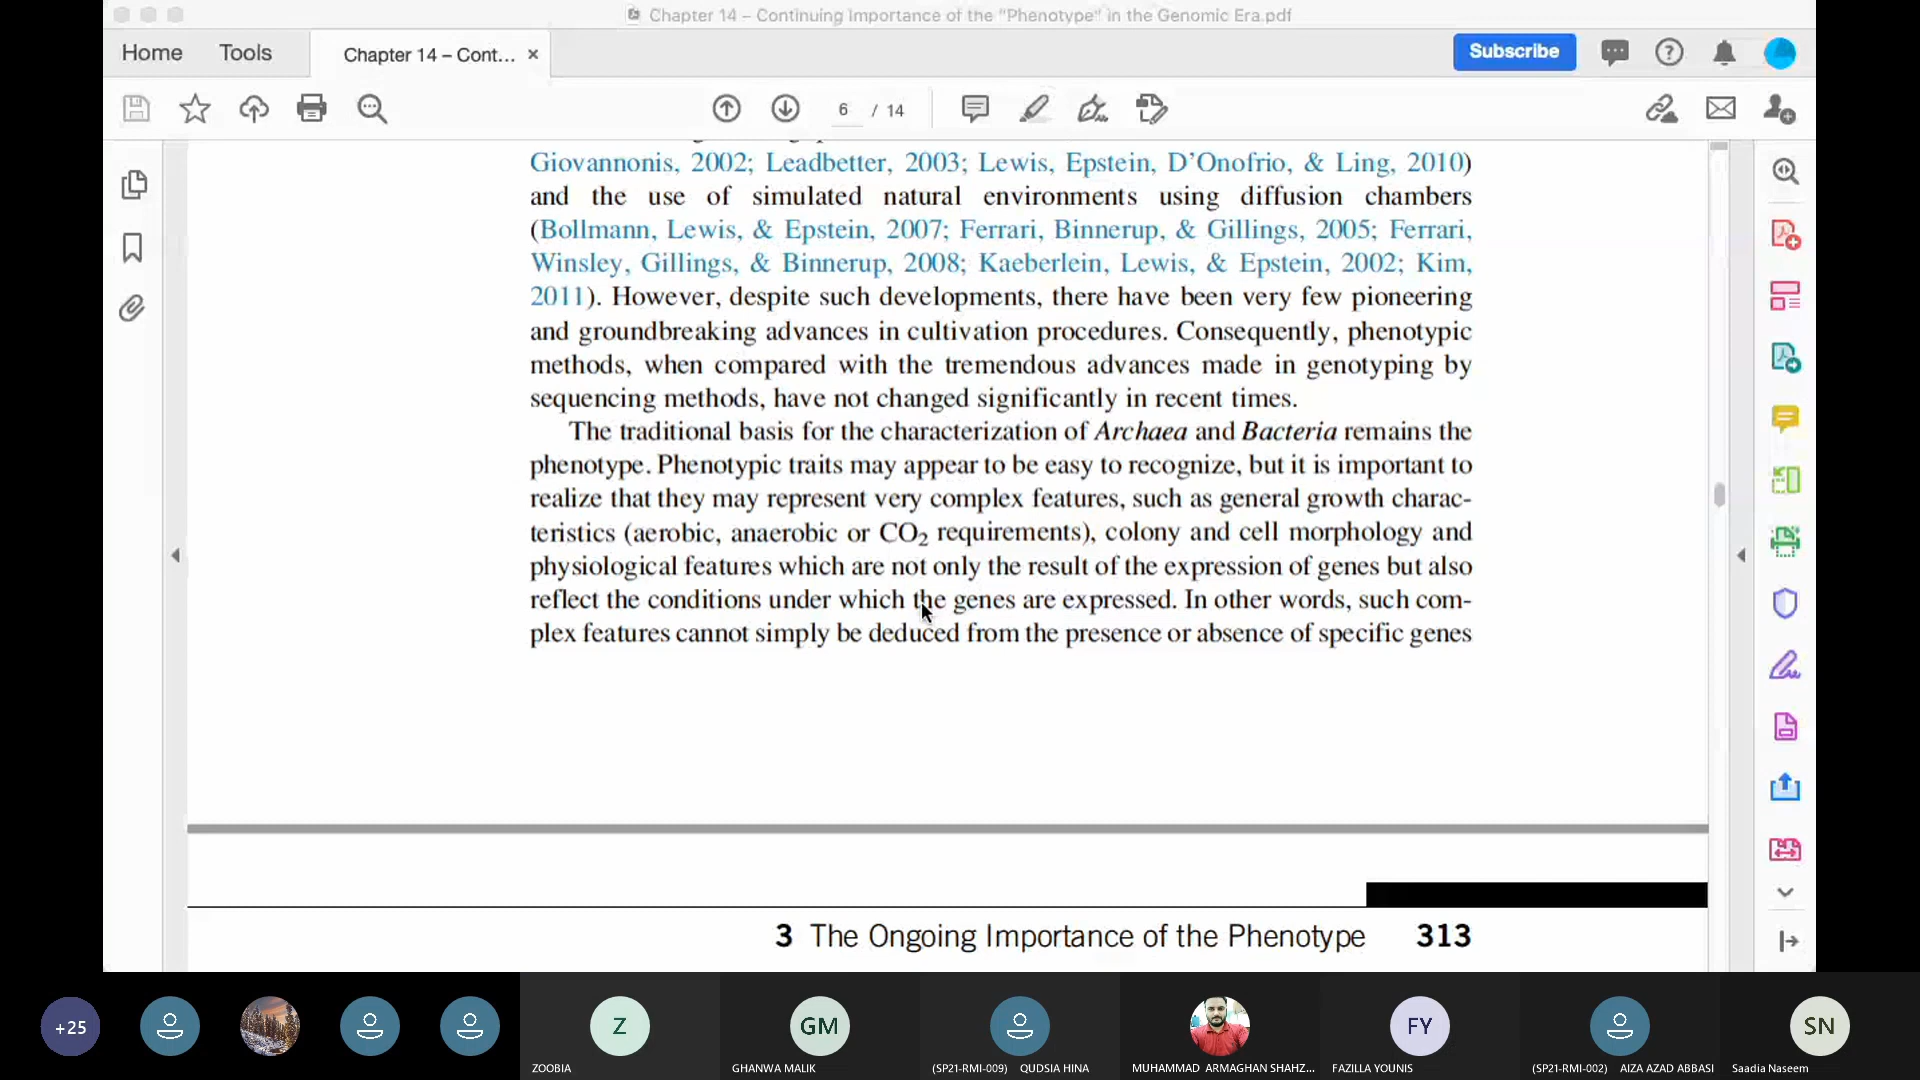 Chapter 14 – Continuing Importance of the "Phenotype" in the Genomic Era.pdf
Home Tools Chapter 14 – Cont... × Subscribe
6 / 14
Giovannonis, 2002; Leadbetter, 2003; Lewis, Epstein, D’Onofrio, & Ling, 2010)
and the use of simulated natural environments using diffusion chambers
(Bollmann, Lewis, & Epstein, 2007; Ferrari, Binnerup, & Gillings, 2005; Ferrari,
Winsley, Gillings, & Binnerup, 2008; Kaeberlein, Lewis, & Epstein, 2002; Kim,
2011). However, despite such developments, there have been very few pioneering
and groundbreaking advances in cultivation procedures. Consequently, phenotypic
methods, when compared with the tremendous advances made in genotyping by
sequencing methods, have not changed significantly in recent times.
The traditional basis for the characterization of Archaea and Bacteria remains the
phenotype. Phenotypic traits may appear to be easy to recognize, but it is important to
realize that they may represent very complex features, such as general growth charac-
teristics (aerobic, anaerobic or CO2 requirements), colony and cell morphology and
physiological features which are not only the result of the expression of genes but also
reflect the conditions under which the genes are expressed. In other words, such com-
plex features cannot simply be deduced from the presence or absence of specific genes
3 The Ongoing Importance of the Phenotype 313
+25 Z GM FY SN
ZOOBIA GHANWA MALIK (SP21-RMI-009) QUDSIA HINA MUHAMMAD ARMAGHAN SHAHZ... FAZILLA YOUNIS (SP21-RMI-002) AIZA AZAD ABBASI Saadia Naseem